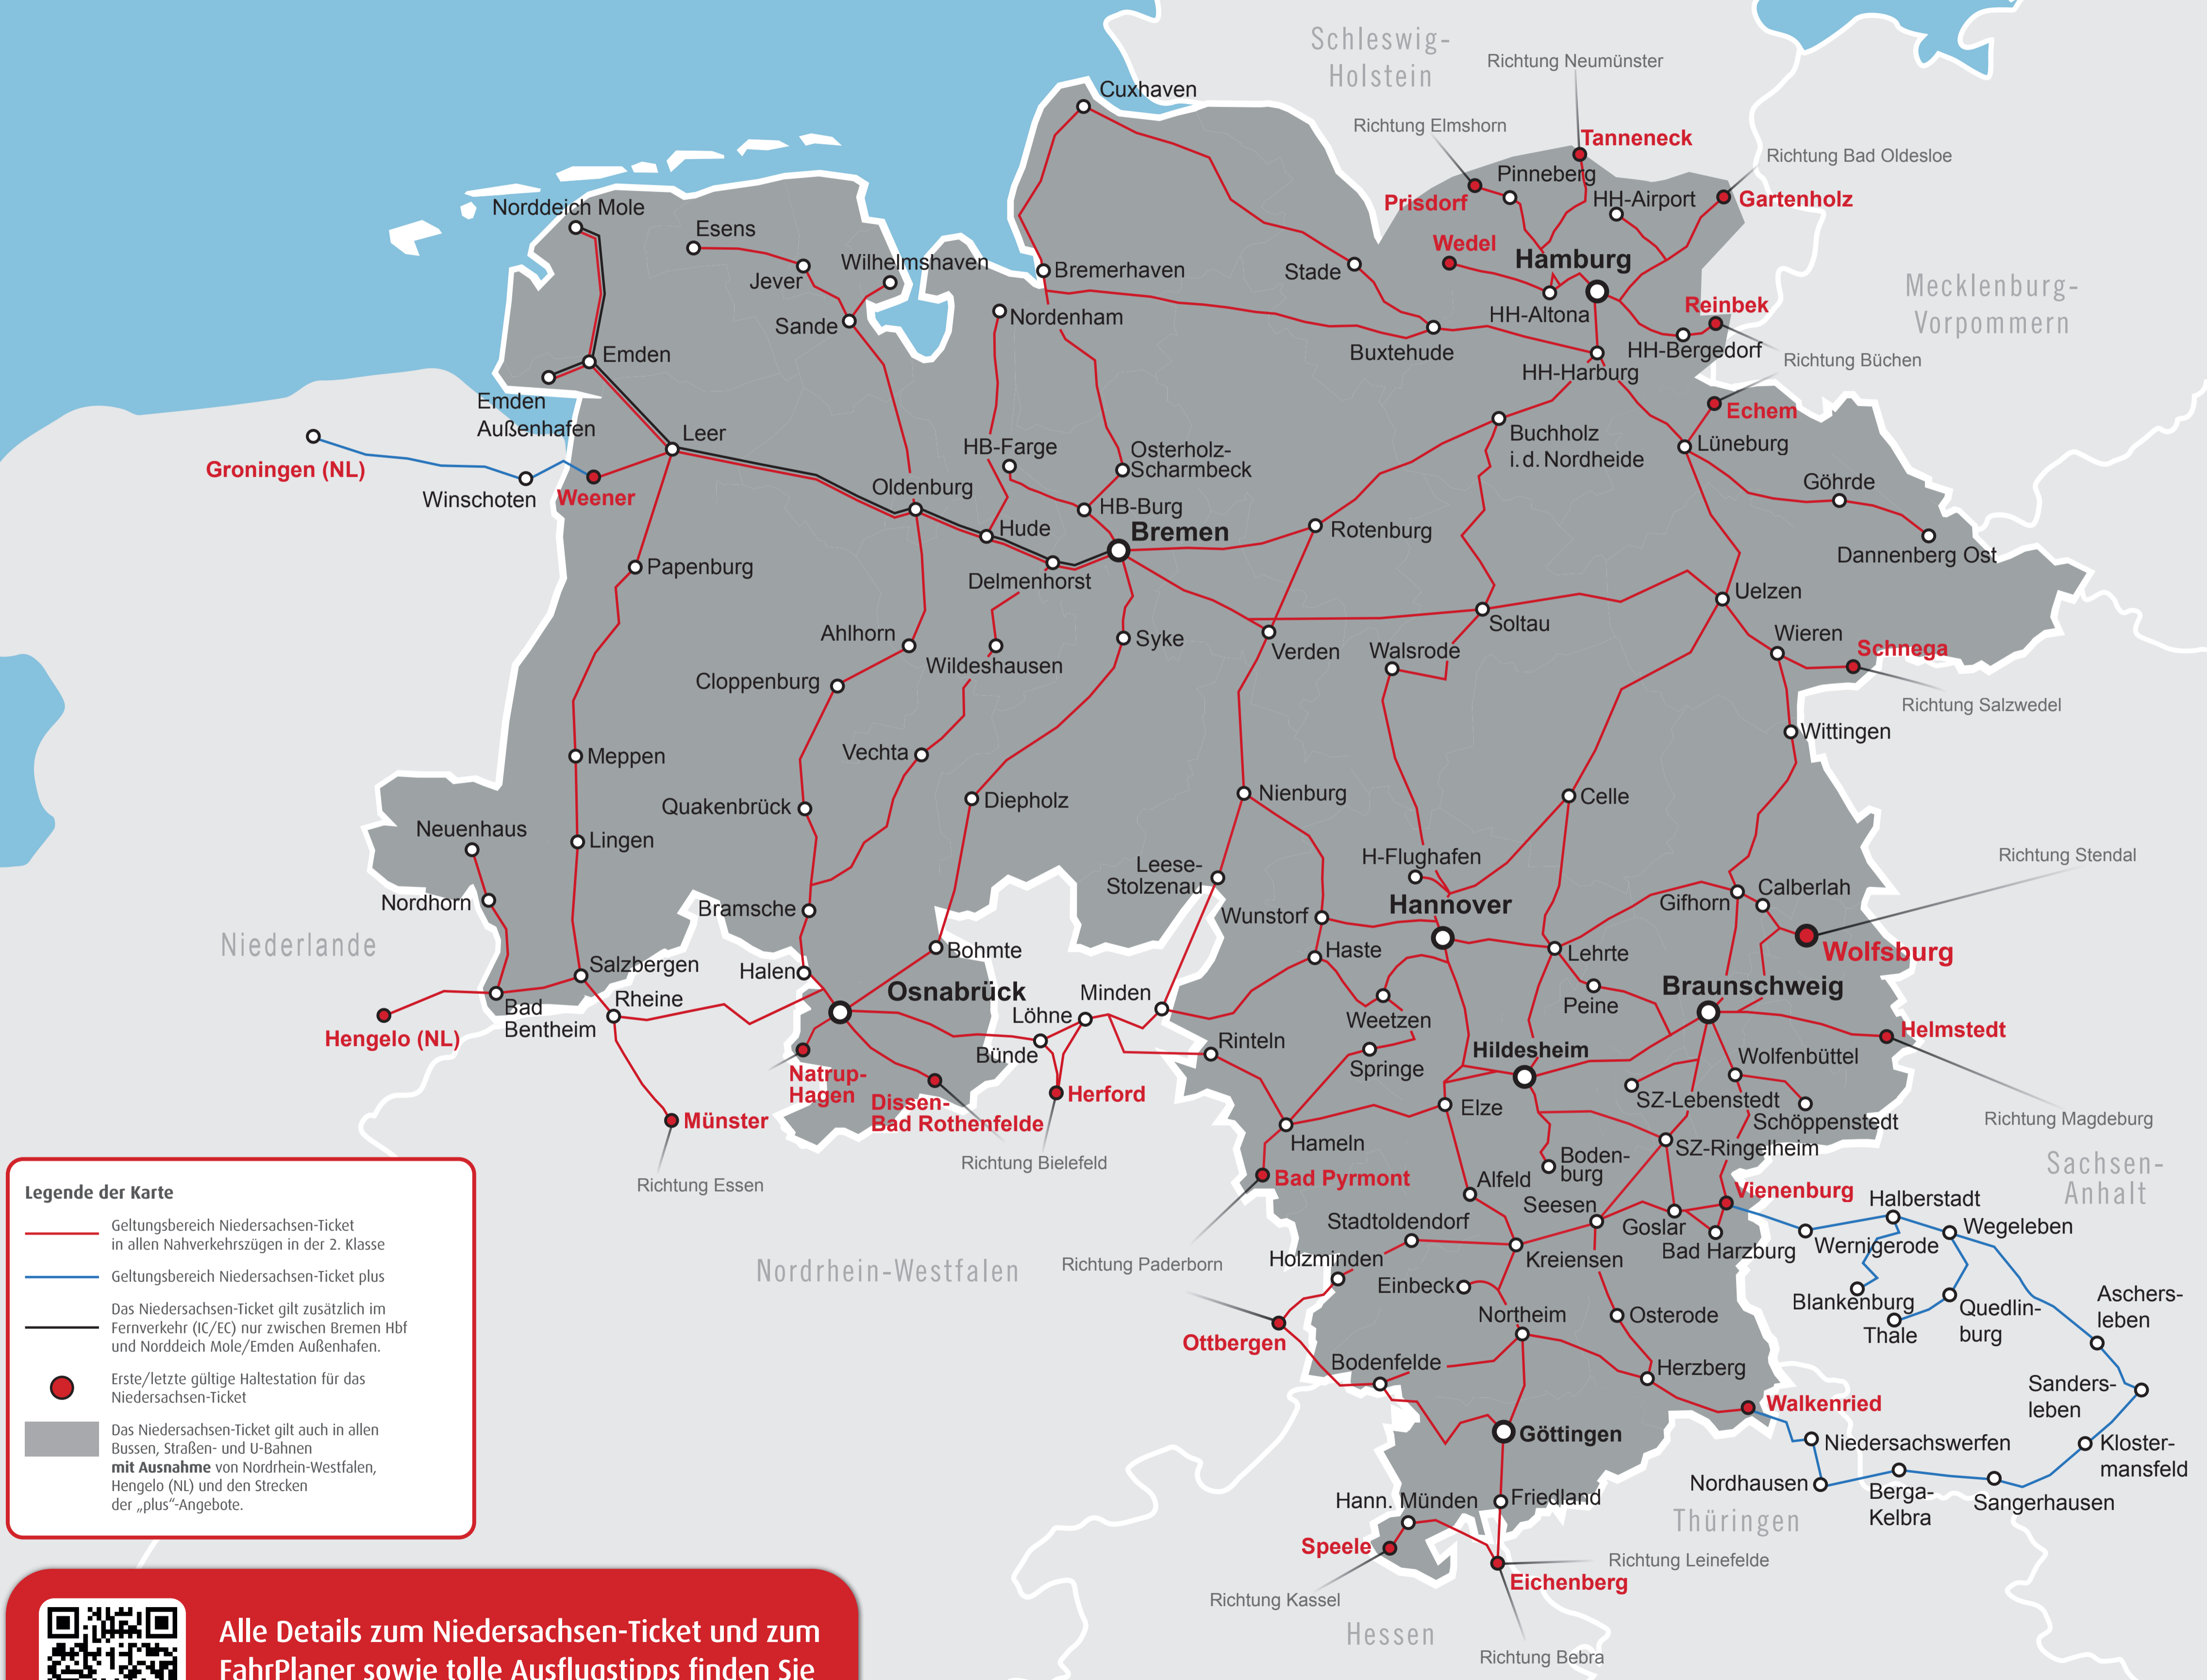 Schleswig-
Holstein
Richtung Neumünster
Cuxhaven
Richtung Elmshorn
Tanneneck
Richtung Bad Oldesloe
Pinneberg
Prisdorf
HH-Airport
Gartenholz
Norddeich Mole
Esens
Wilhelmshaven
Jever
Bremerhaven
Stade
Wedel
Hamburg
Mecklenburg-
Vorpommern
Sande
Nordenham
HH-Altona
Reinbek
Buxtehude
HH-Bergedorf
Richtung Büchen
HH-Harburg
Emden
Emden
Außenhafen
Echem
Leer
Buchholz
i.d. Nordheide
Lüneburg
HB-Farge
Osterholz-
Scharmbeck
Groningen (NL)
Winschoten
Weener
Oldenburg
Göhrde
HB-Burg
Hude
Bremen
Rotenburg
Dannenberg Ost
Papenburg
Delmenhorst
Uelzen
Ahlhorn
Syke
Soltau
Wieren
Wildeshausen
Verden
Walsrode
Schnega
Cloppenburg
Richtung Salzwedel
Wittingen
Meppen
Vechta
Quakenbrück
Diepholz
Nienburg
Celle
Neuenhaus
Lingen
Leese-
Stolzenau
H-Flughafen
Richtung Stendal
Nordhorn
Bramsche
Wunstorf
Hannover
Gifhorn
Calberlah
Niederlande
Salzbergen
Halen
Bohmte
Haste
Lehrte
Wolfsburg
Bad
Bentheim
Rheine
Osnabrück
Minden
Löhne
Weetzen
Peine
Braunschweig
Hengelo (NL)
Bünde
Rinteln
Springe
Hildesheim
Helmstedt
Wolfenbüttel
Natrup-
Hagen
Dissen-
Bad Rothenfelde
Herford
Elze
SZ-Lebenstedt
Schöppenstedt
Münster
Hameln
SZ-Ringelheim
Richtung Magdeburg
Richtung Essen
Richtung Bielefeld
Bad Pyrmont
Alfeld
Boden-
burg
Sachsen-
Anhalt
Vienenburg
Seesen
Goslar
Bad Harzburg
Halberstadt
Wegeleben
Wernigerode
Nordrhein-Westfalen
Richtung Paderborn
Stadtoldendorf
Holzminden
Kreiensen
Einbeck
Northeim
Osterode
Blankenburg
Thale
Quedlin-
burg
Aschers-
leben
Ottbergen
Bodenfelde
Herzberg
Walkenried
Sanders-
leben
Göttingen
Niedersachswerfen
Kloster-
mansfeld
Nordhausen
Berga-
Kelbra
Sangerhausen
Hann. Münden
Friedland
Thüringen
Speele
Richtung Leinefelde
Eichenberg
Richtung Kassel
Hessen
Richtung Bebra
Legende der Karte
Geltungsbereich Niedersachsen-Ticket
in allen Nahverkehrszügen in der 2. Klasse
Geltungsbereich Niedersachsen-Ticket plus
Das Niedersachsen-Ticket gilt zusätzlich im
Fernverkehr (IC/EC) nur zwischen Bremen Hbf
und Norddeich Mole/Emden Außenhafen.
Erste/letzte gültige Haltestation für das
Niedersachsen-Ticket
Das Niedersachsen-Ticket gilt auch in allen
Bussen, Straßen- und U-Bahnen
mit Ausnahme von Nordrhein-Westfalen,
Hengelo (NL) und den Strecken
der „plus“-Angebote.
Alle Details zum Niedersachsen-Ticket und zum
FahrPlaner sowie tolle Ausflugstipps finden Sie